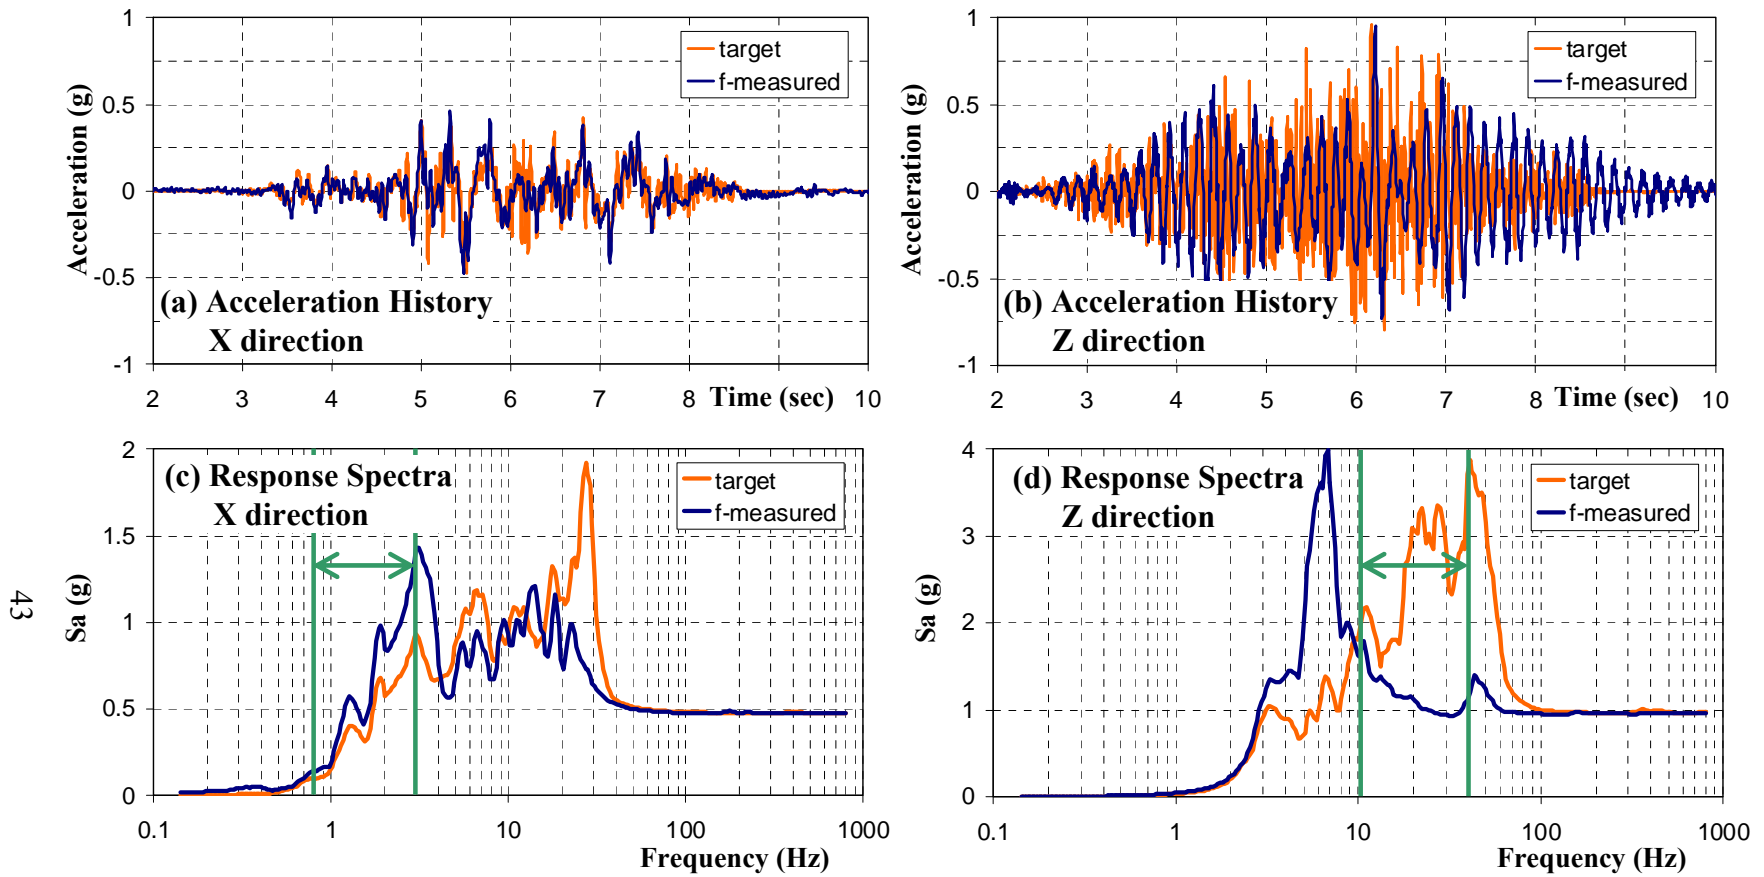 1
0.5
0
-0.5
-1
Acceleration (g)
target
f-measured
(a) Acceleration History
X direction
2
3
4
5
6
7
8
Time (sec)
10
1
0.5
0
-0.5
-1
Acceleration (g)
target
f-measured
(b) Acceleration History
Z direction
2
3
4
5
6
7
8
Time (sec)
10
2
1.5
1
0.5
0
Sa (g)
(c) Response Spectra
X direction
target
f-measured
0.1
1
10
100
1000
Frequency (Hz)
4
3
2
1
0
Sa (g)
(d) Response Spectra
Z direction
target
f-measured
0.1
1
10
100
1000
Frequency (Hz)
43